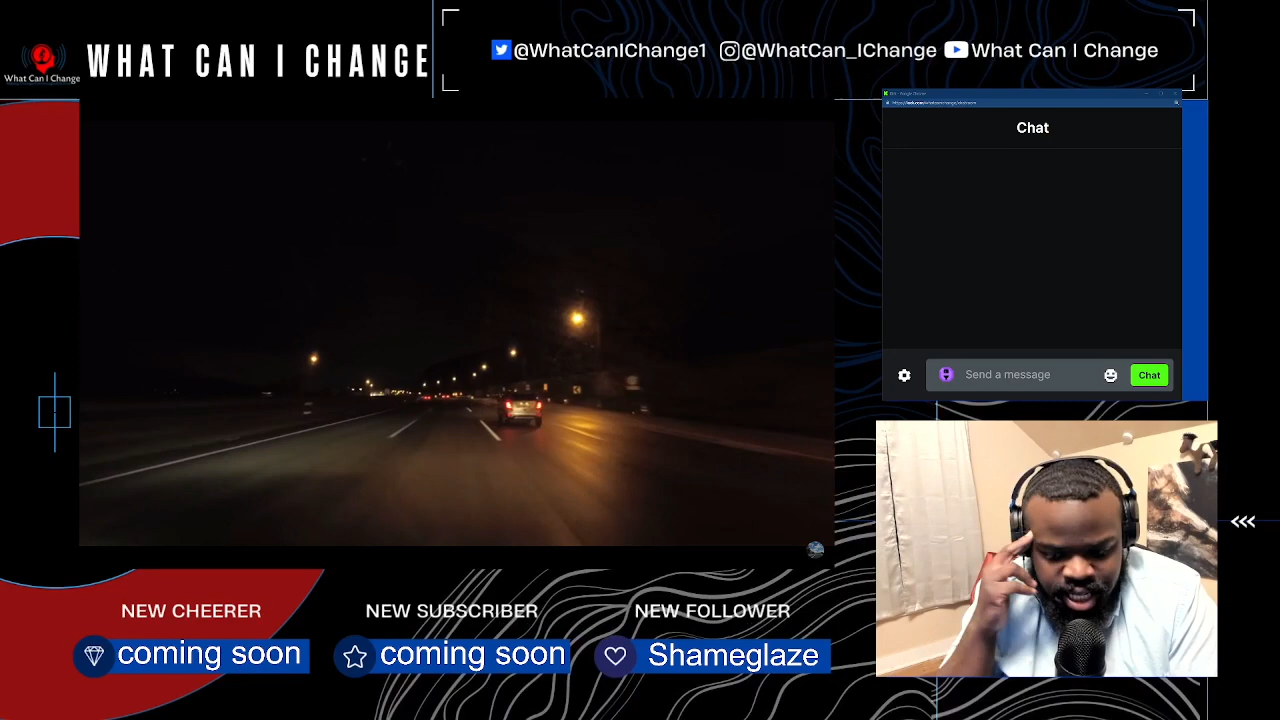 What Can I Change
WHAT CAN I CHANGE
@WhatCanIChange1 @WhatCan_IChange What Can I Change
Chat
Send a message
Chat
NEW CHEERER
coming soon
NEW SUBSCRIBER
coming soon
NEW FOLLOWER
Shameglaze